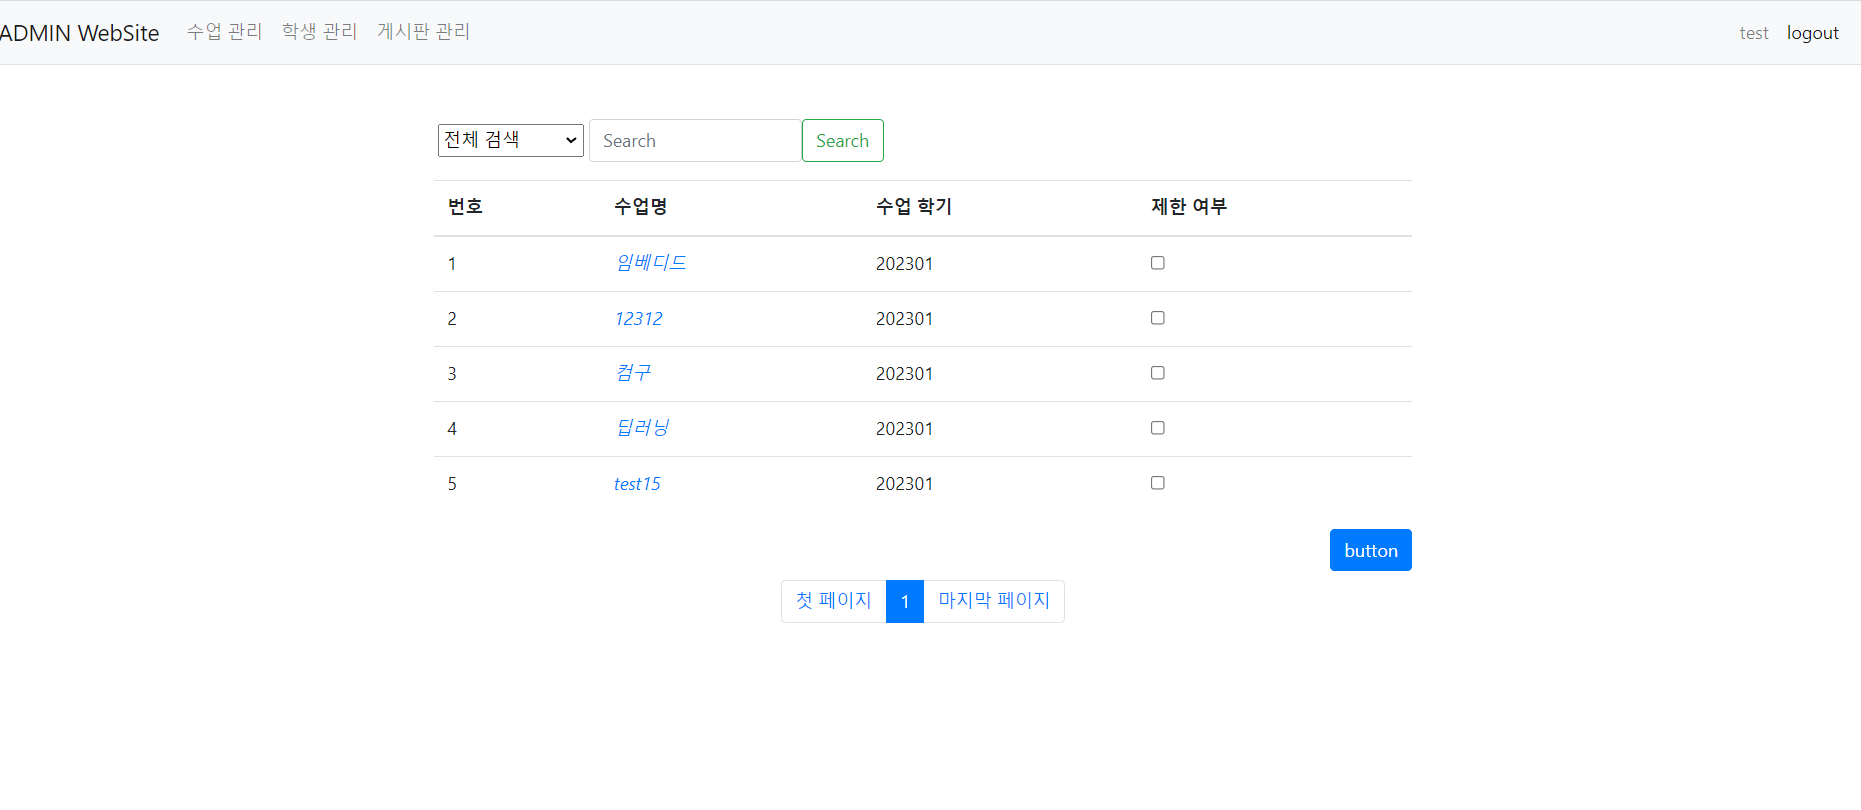 ADMIN WebSite 수업 관리 학생 관리 게시판 관리 test logout
전체 검색 Search Search
번호 수업명 수업 학기 제한 여부
1 임베디드 202301
2 12312 202301
3 컴구 202301
4 딥러닝 202301
5 test15 202301
button
첫 페이지 1 마지막 페이지